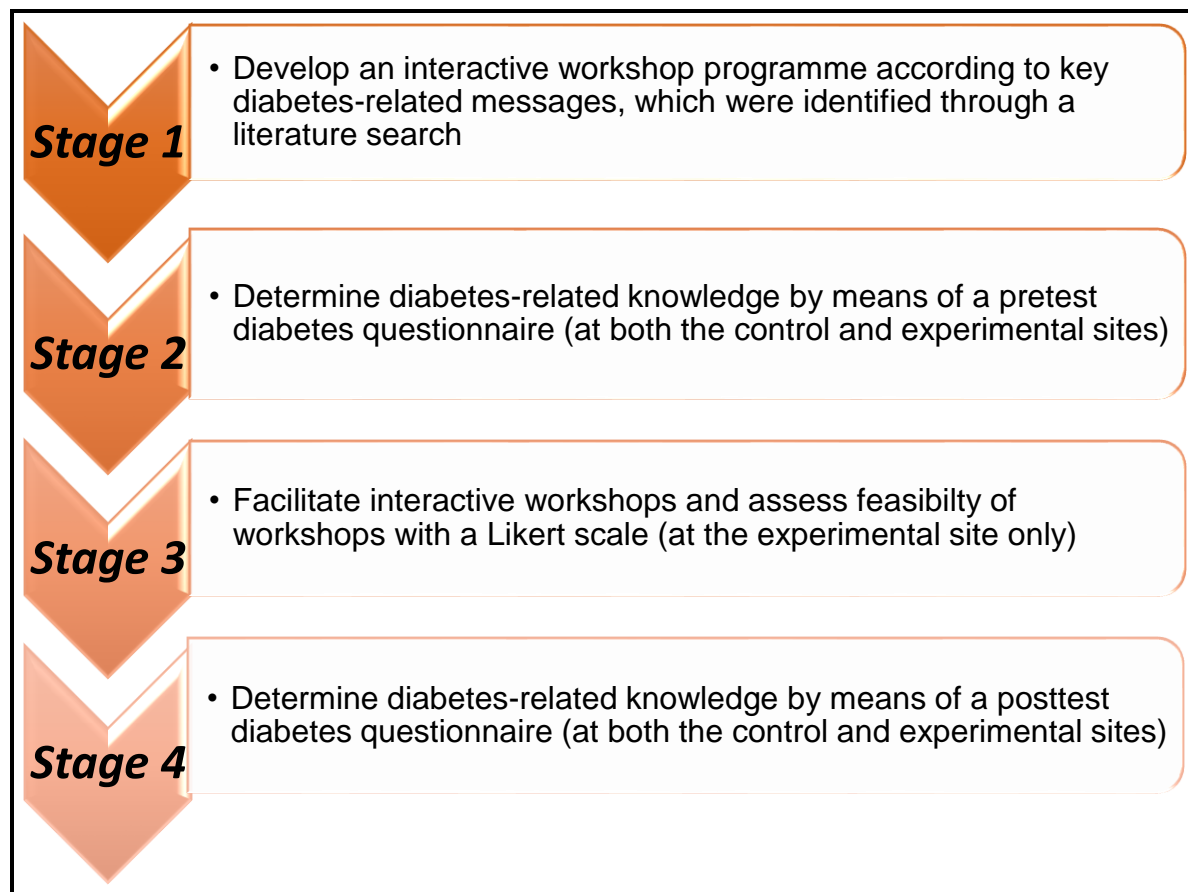 Stage 1
• Develop an interactive workshop programme according to key
diabetes-related messages, which were identified through a
literature search
Stage 2
• Determine diabetes-related knowledge by means of a pretest
diabetes questionnaire (at both the control and experimental sites)
Stage 3
• Facilitate interactive workshops and assess feasibilty of
workshops with a Likert scale (at the experimental site only)
Stage 4
• Determine diabetes-related knowledge by means of a posttest
diabetes questionnaire (at both the control and experimental sites)